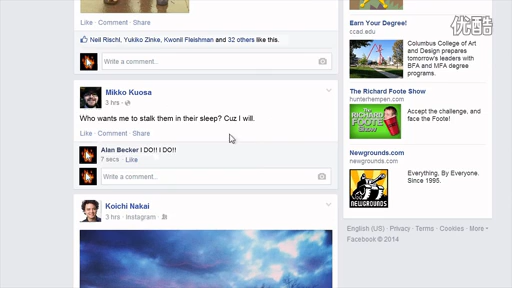 优酷
Like · Comment · Share
Neil Rischl, Yukiko Zinke, Kwonil Fleishman and 32 others like this.
Write a comment...
Mikko Kuosa
3 hrs ·
Who wants me to stalk them in their sleep? Cuz I will.
Like · Comment · Share
Alan Becker I DO!! I DO!!
7 secs · Like
Write a comment...
Koichi Nakai
3 hrs · Instagram
Earn Your Degree!
ccad.edu
Columbus College of Art
and Design prepares
tomorrow's leaders with
BFA and MFA degree
programs.
The Richard Foote Show
hunterhempen.com
THE
RICHARD
FOOTE
Show
Accept the challenge, and
face the Foote!
Newgrounds.com
newgrounds.com
NEWGROUNDS
Everything, By Everyone.
Since 1995.
English (US) · Privacy · Terms · Cookies · More
Facebook © 2014